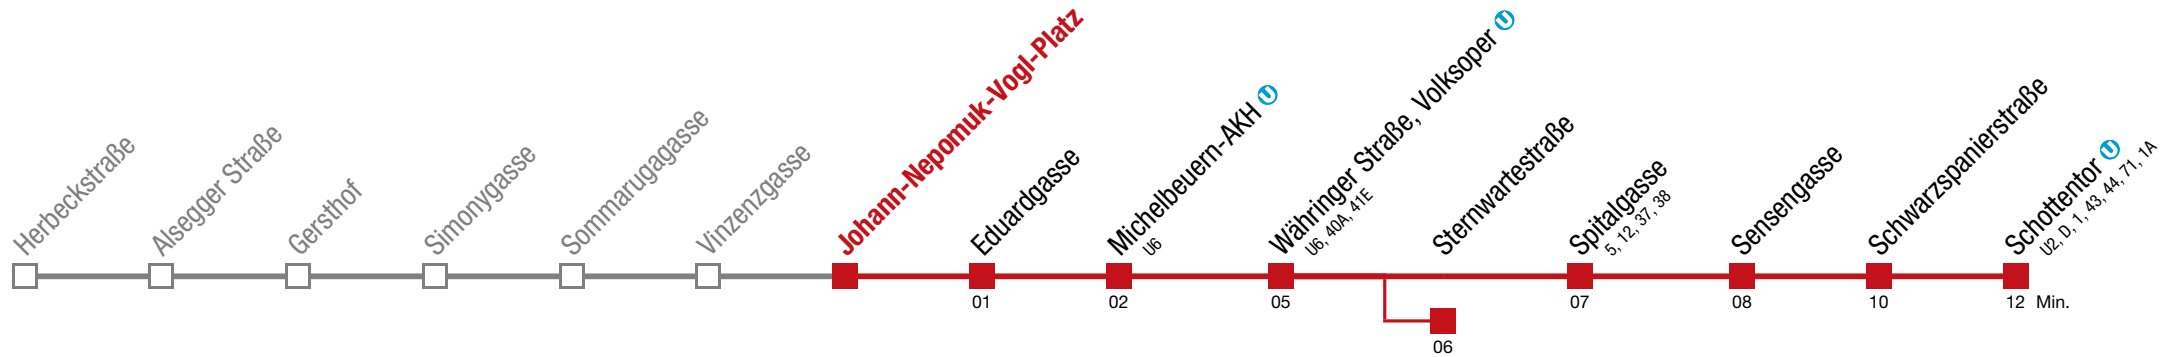 Herbeckstraße
Alsegger Straße
Gersthof
Simonygasse
Sommarugagasse
Vinzenzgasse
Johann-Nepomuk-Vogl-Platz
Eduardgasse
01
Michelbeuern-AKH U
U6
02
Währinger Straße, Volksoper U
U6, 40A, 41E
05
Sternwartestraße
06
Spitalgasse
5, 12, 37, 38
07
Sensengasse
08
Schwarzspanierstraße
10
Schottentor U
U2, D, 1, 43, 44, 71, 1A
12 Min.